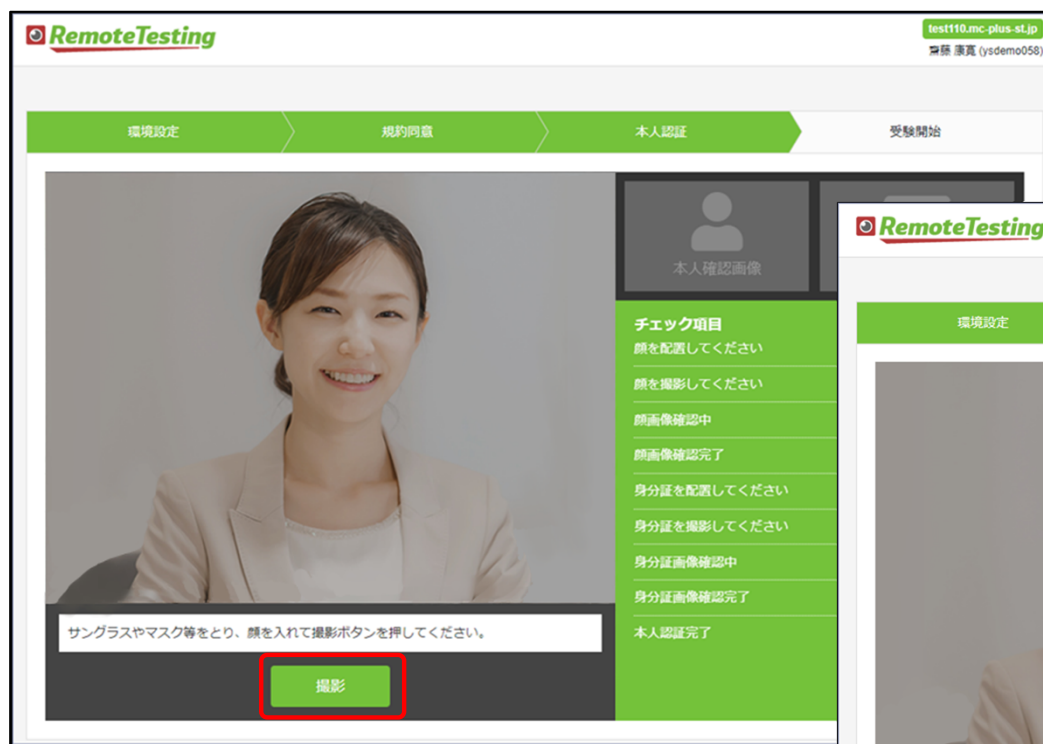 RemoteTesting
test110.mc-plus-st.jp
齋藤 康寛 (ysdemo058)
環境設定
規約同意
本人認証
受験開始
本人確認画像
チェック項目
顔を配置してください
顔を撮影してください
顔画像確認中
顔画像確認完了
身分証を配置してください
身分証を撮影してください
身分証画像確認中
身分証画像確認完了
本人認証完了
サングラスやマスク等をとり、顔を入れて撮影ボタンを押してください。
撮影
RemoteTesting
環境設定